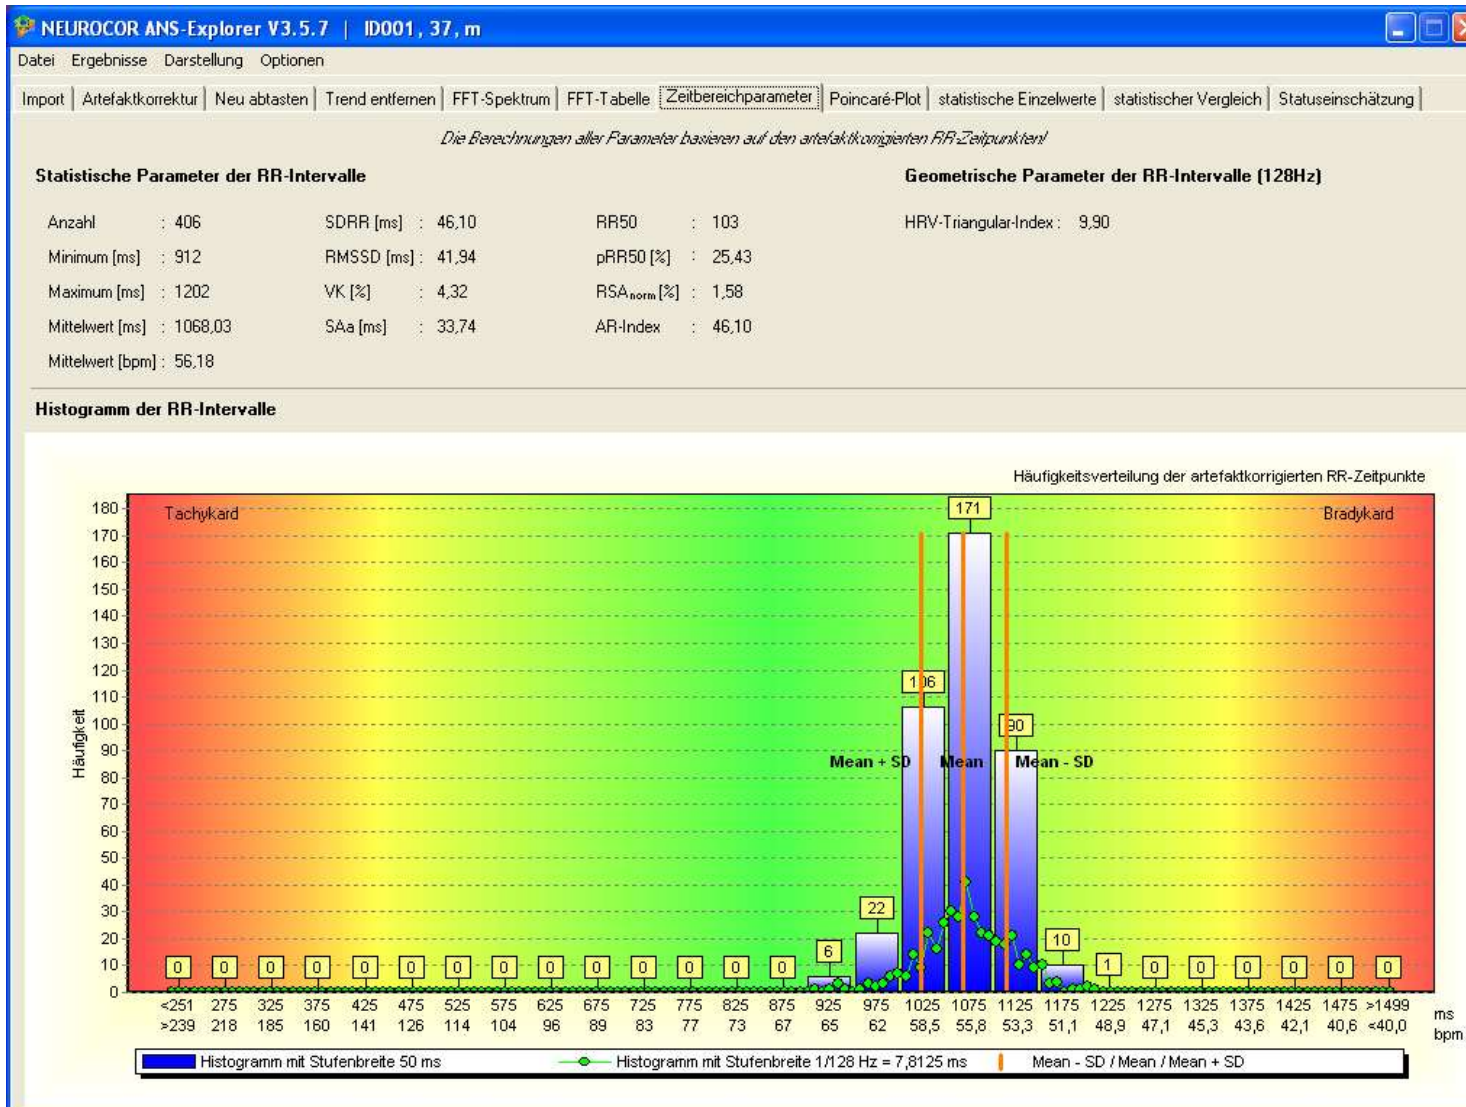 NEUROCOR ANS-Explorer V3.5.7 | ID001, 37, m
Datei Ergebnisse Darstellung Optionen
Import Artefaktkorrektur Neu abtasten Trend entfernen FFT-Spektrum FFT-Tabelle Zeitbereichparameter Poincaré-Plot statistische Einzelwerte statistischer Vergleich Statuseinschätzung
Die Berechnungen aller Parameter basieren auf den artefaktkorrigierten RR-Zeitpunkten!
Statistische Parameter der RR-Intervalle Geometrische Parameter der RR-Intervalle (128Hz)
Anzahl : 406 SDRR [ms] : 46,10 RR50 : 103 HRV-Triangular-Index : 9,90
Minimum [ms] : 912 RMSSD [ms] : 41,94 pRR50 [%] : 25,43
Maximum [ms] : 1202 VK [%] : 4,32 RSAnorm [%] : 1,58
Mittelwert [ms] : 1068,03 SAa [ms] : 33,74 AR-Index : 46,10
Mittelwert [bpm] : 56,18
Histogramm der RR-Intervalle
Häufigkeitsverteilung der artefaktkorrigierten RR-Zeitpunkte
Tachykard Bradykard
Häufigkeit
180
170
160
150
140
130
120
110
100
90
80
70
60
50
40
30
20
10
0
171
106
90
Mean + SD Mean Mean - SD
22
6 10
0 0 0 0 0 0 0 0 0 0 0 0 0 0 1 0 0 0 0 0 0
<251 275 325 375 425 475 525 575 625 675 725 775 825 875 925 975 1025 1075 1125 1175 1225 1275 1325 1375 1425 1475 >1499 ms
>239 218 185 160 141 126 114 104 96 89 83 77 73 67 65 62 58,5 55,8 53,3 51,1 48,9 47,1 45,3 43,6 42,1 40,6 <40,0 bpm
Histogramm mit Stufenbreite 50 ms Histogramm mit Stufenbreite 1/128 Hz = 7,8125 ms Mean - SD / Mean / Mean + SD